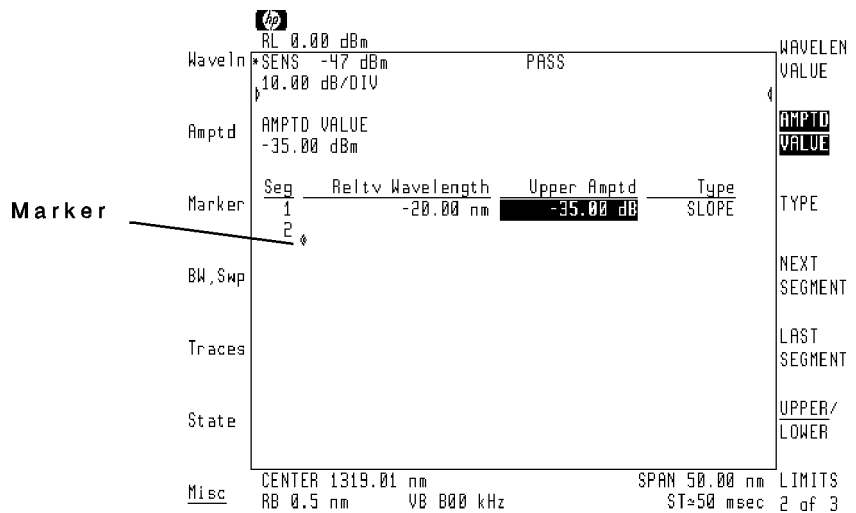 hp
RL 0.00 dBm
*SENS -47 dBm PASS
10.00 dB/DIV
AMPTD VALUE
-35.00 dBm
Seg Reltv Wavelength Upper Amptd Type
1 -20.00 nm -35.00 dB SLOPE
2
CENTER 1319.01 nm SPAN 50.00 nm
RB 0.5 nm VB 800 kHz ST≈50 msec
Waveln
Amptd
Marker
BW,Swp
Traces
State
Misc
Marker
WAVELEN
VALUE
AMPTD
VALUE
TYPE
NEXT
SEGMENT
LAST
SEGMENT
UPPER/
LOWER
LIMITS
2 of 3